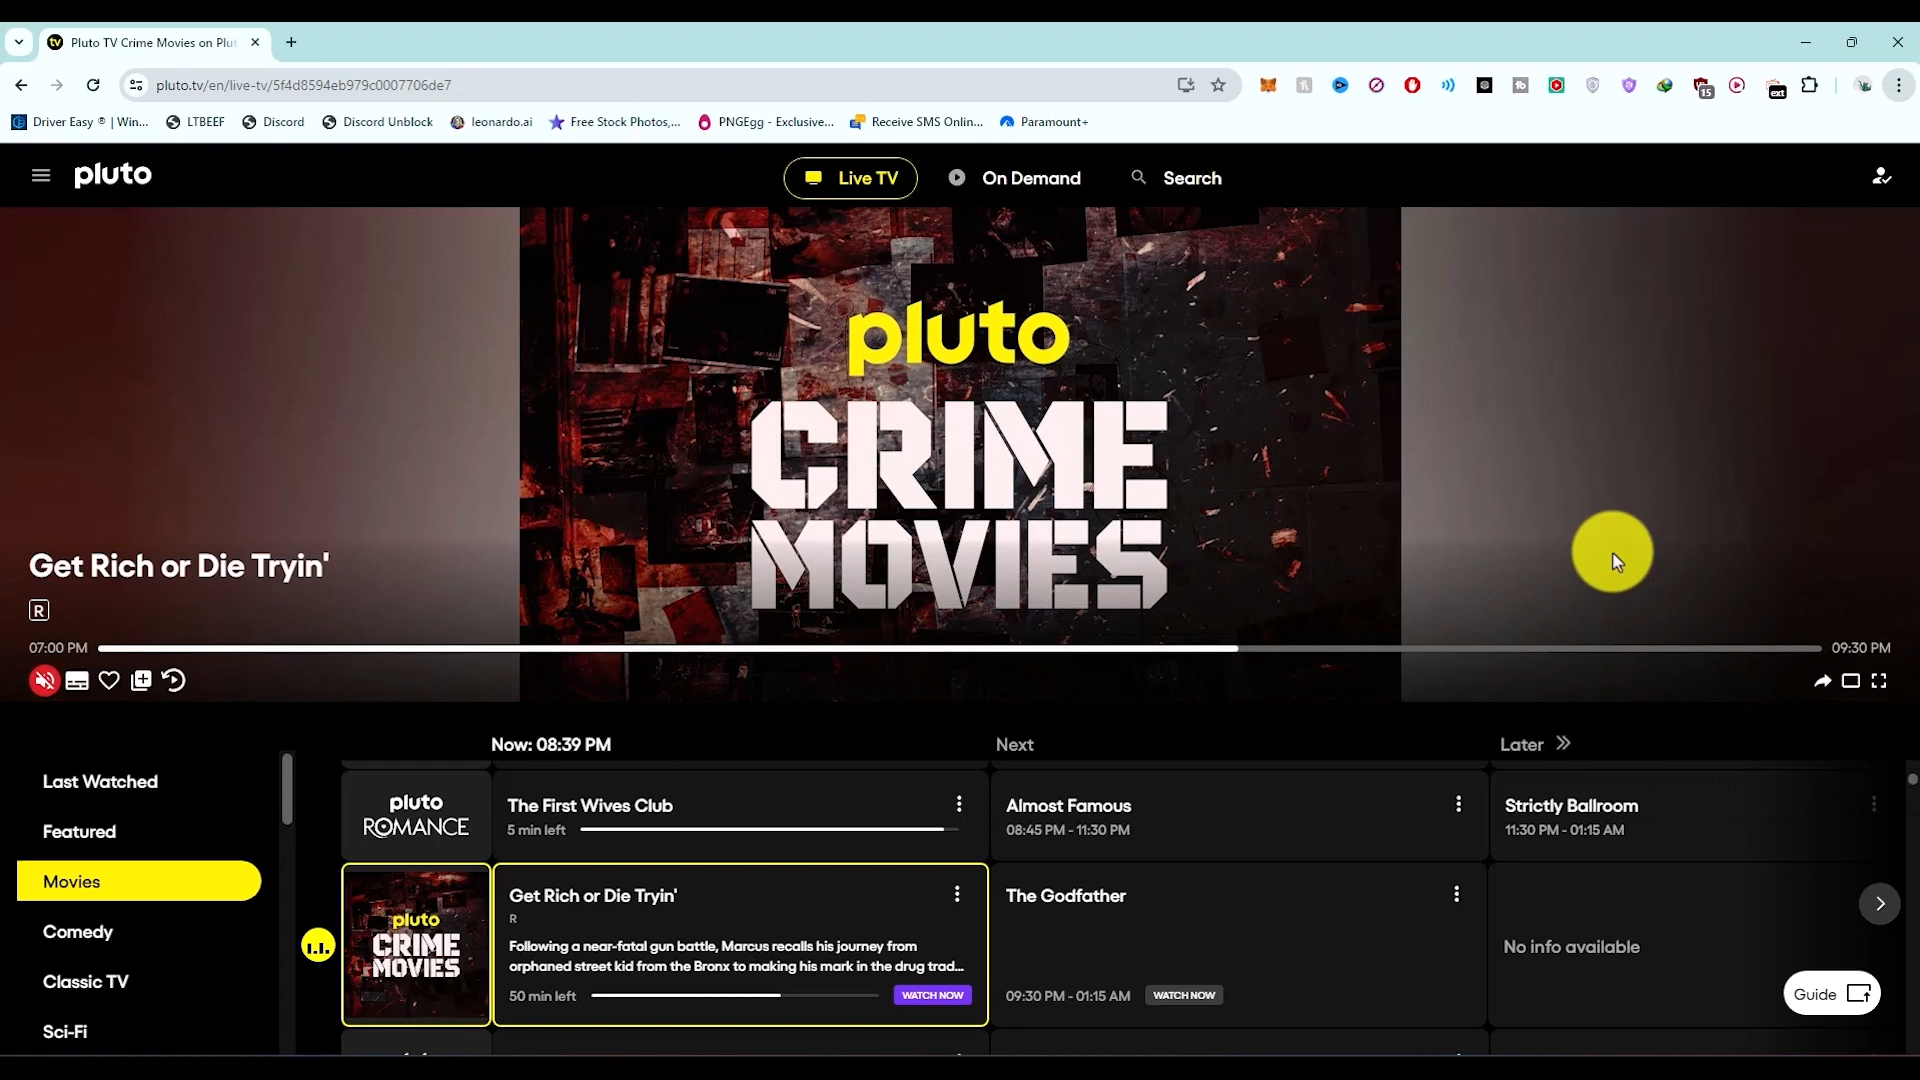 Pluto TV Crime Movies on Plut
pluto.tv/en/live-tv/5f4d8594eb979c0007706de7
15
ext
Driver Easy ® | Win...
LTBEEF
Discord
Discord Unblock
leonardo.ai
Free Stock Photos,...
PNGEgg - Exclusive...
Receive SMS Onlin...
Paramount+
pluto
Live TV
On Demand
Search
pluto
CRIME
MOVIES
Get Rich or Die Tryin'
R
07:00 PM
09:30 PM
Now: 08:39 PM
Next
Later
Last Watched
Featured
Movies
Comedy
Classic TV
Sci-Fi
pluto
ROMANCE
The First Wives Club
5 min left
Almost Famous
08:45 PM - 11:30 PM
Strictly Ballroom
11:30 PM - 01:15 AM
pluto
CRIME
MOVIES
Get Rich or Die Tryin'
R
Following a near-fatal gun battle, Marcus recalls his journey from
orphaned street kid from the Bronx to making his mark in the drug trad...
50 min left
WATCH NOW
The Godfather
09:30 PM - 01:15 AM
WATCH NOW
No info available
Guide